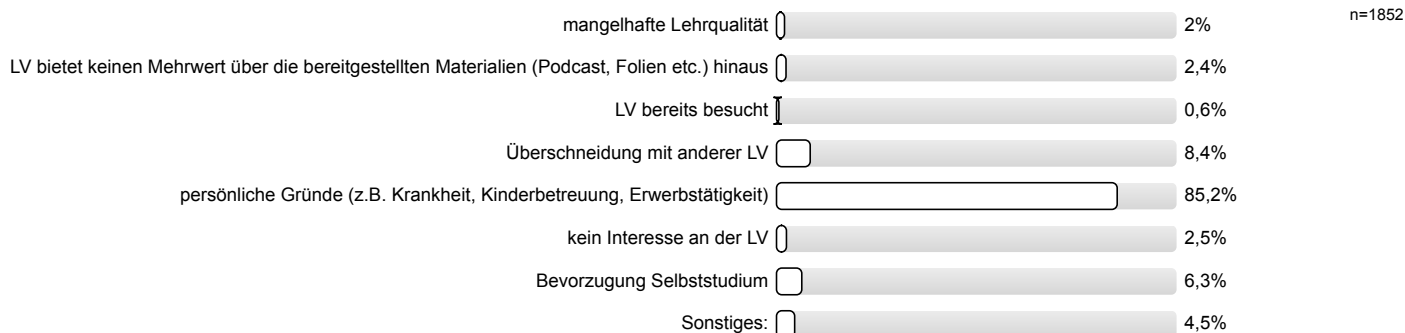 mangelhafte Lehrqualität 2% n=1852
LV bietet keinen Mehrwert über die bereitgestellten Materialien (Podcast, Folien etc.) hinaus 2,4%
LV bereits besucht 0,6%
Überschneidung mit anderer LV 8,4%
persönliche Gründe (z.B. Krankheit, Kinderbetreuung, Erwerbstätigkeit) 85,2%
kein Interesse an der LV 2,5%
Bevorzugung Selbststudium 6,3%
Sonstiges: 4,5%